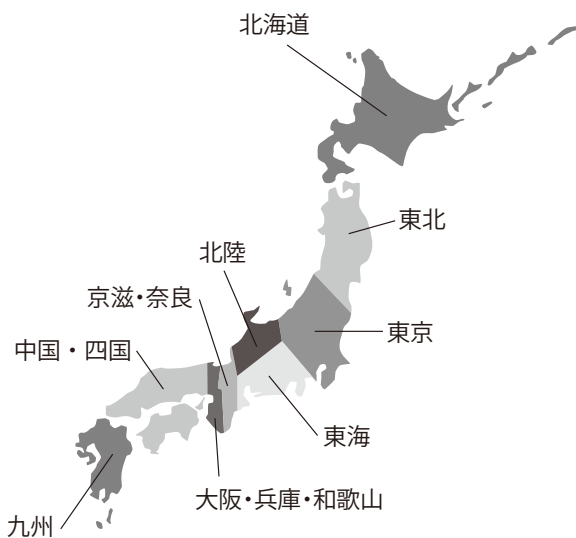 北海道
東北
北陸
京滋・奈良
東京
中国・四国
東海
大阪・兵庫・和歌山
九州